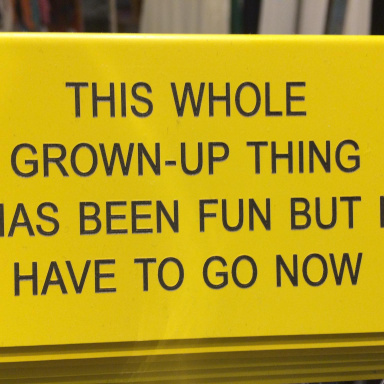 THIS WHOLE
GROWN-UP THING
HAS BEEN FUN BUT I
HAVE TO GO NOW